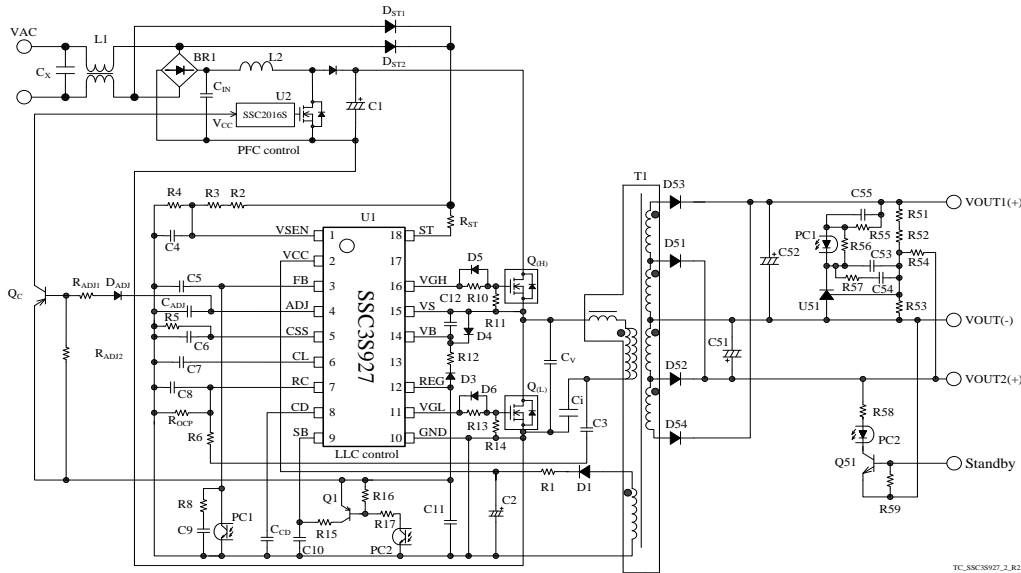 DST1
VAC
L1
DST2
BR1
L2
CX
CIN
U2
SSC2016S
C1
VCC
PFC control
T1
D53
R4
R3
R2
C55
VOUT1(+)
U1
RST
R51
VSEN
1
18
ST
PC1
R55
R52
C4
VCC
2
17
D51
C52
R56
C53
R54
D5
Q(H)
C5
FB
3
16
VGH
R57
C54
RADJ1
DADJ
R10
QC
CADJ
ADJ
4
15
VS
C12
R11
U51
R53
R5
D4
VOUT(-)
CSS
5
14
VB
C6
R12
RADJ2
CL
6
13
CV
C51
C7
D3
D52
VOUT2(+)
RC
7
12
REG
D6
Q(L)
C8
Ci
CD
8
11
VGL
C3
R58
ROCP
R13
R6
SB
9
10
GND
R14
D54
PC2
SSC3S927
LLC control
Q51
Standby
R1
D1
R59
R8
Q1
R16
C11
C2
PC1
R17
C9
CCD
R15
C10
PC2
TC_SSC3S927_2_R2